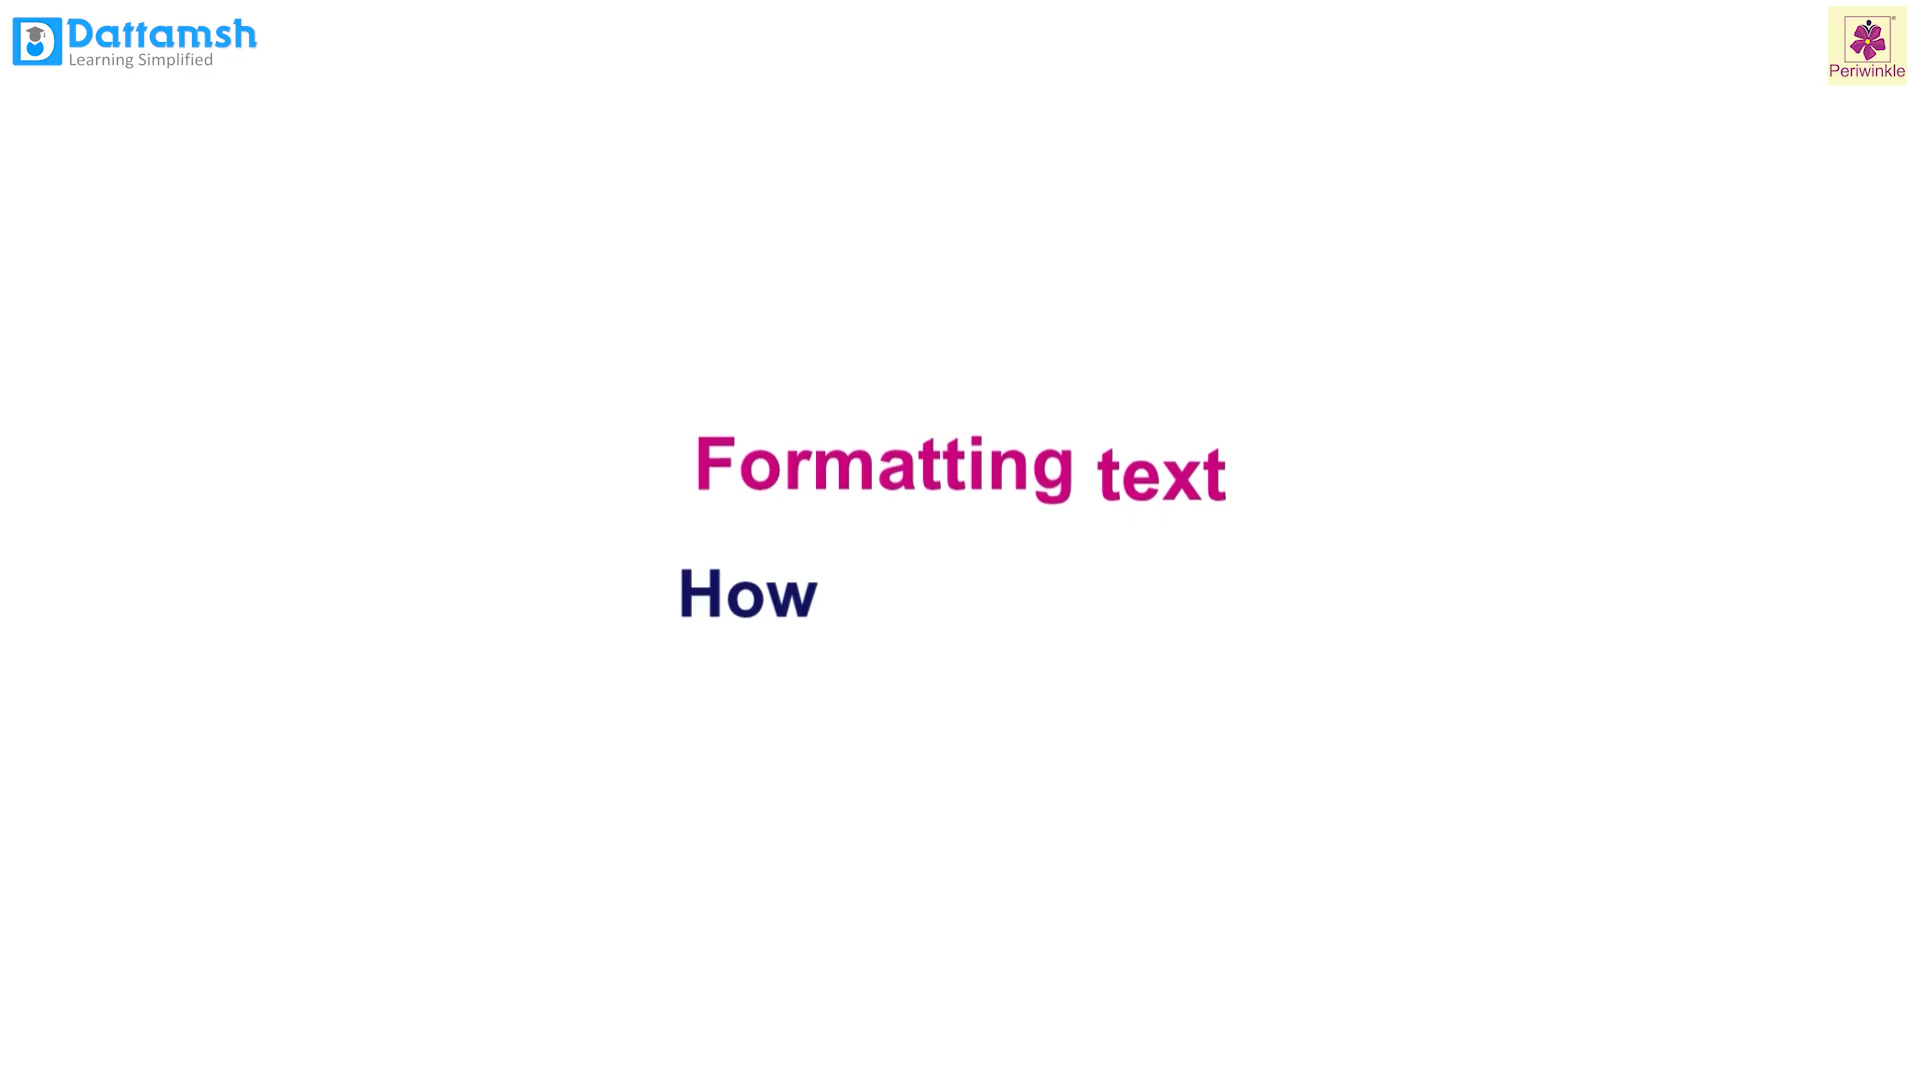 Dattamsh
Learning Simplified
Periwinkle
Formatting text
How